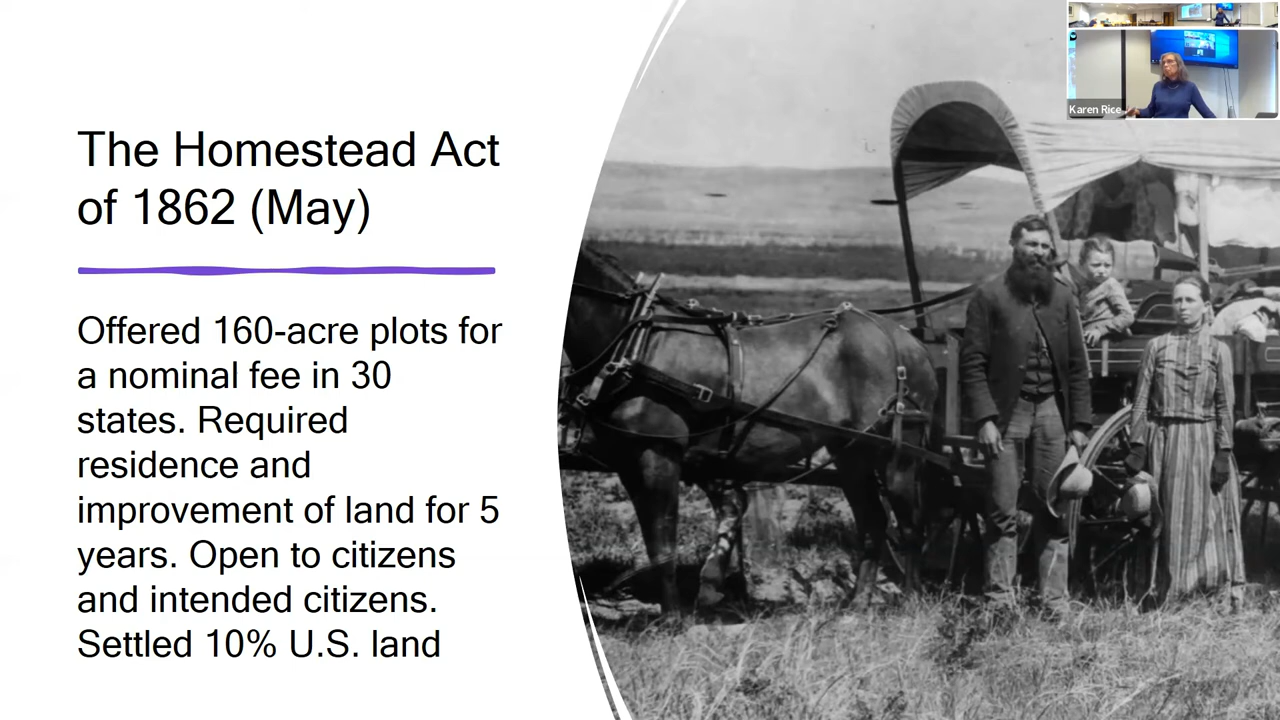 Karen Rice
The Homestead Act
of 1862 (May)
Offered 160-acre plots for
a nominal fee in 30
states. Required
residence and
improvement of land for 5
years. Open to citizens
and intended citizens.
Settled 10% U.S. land